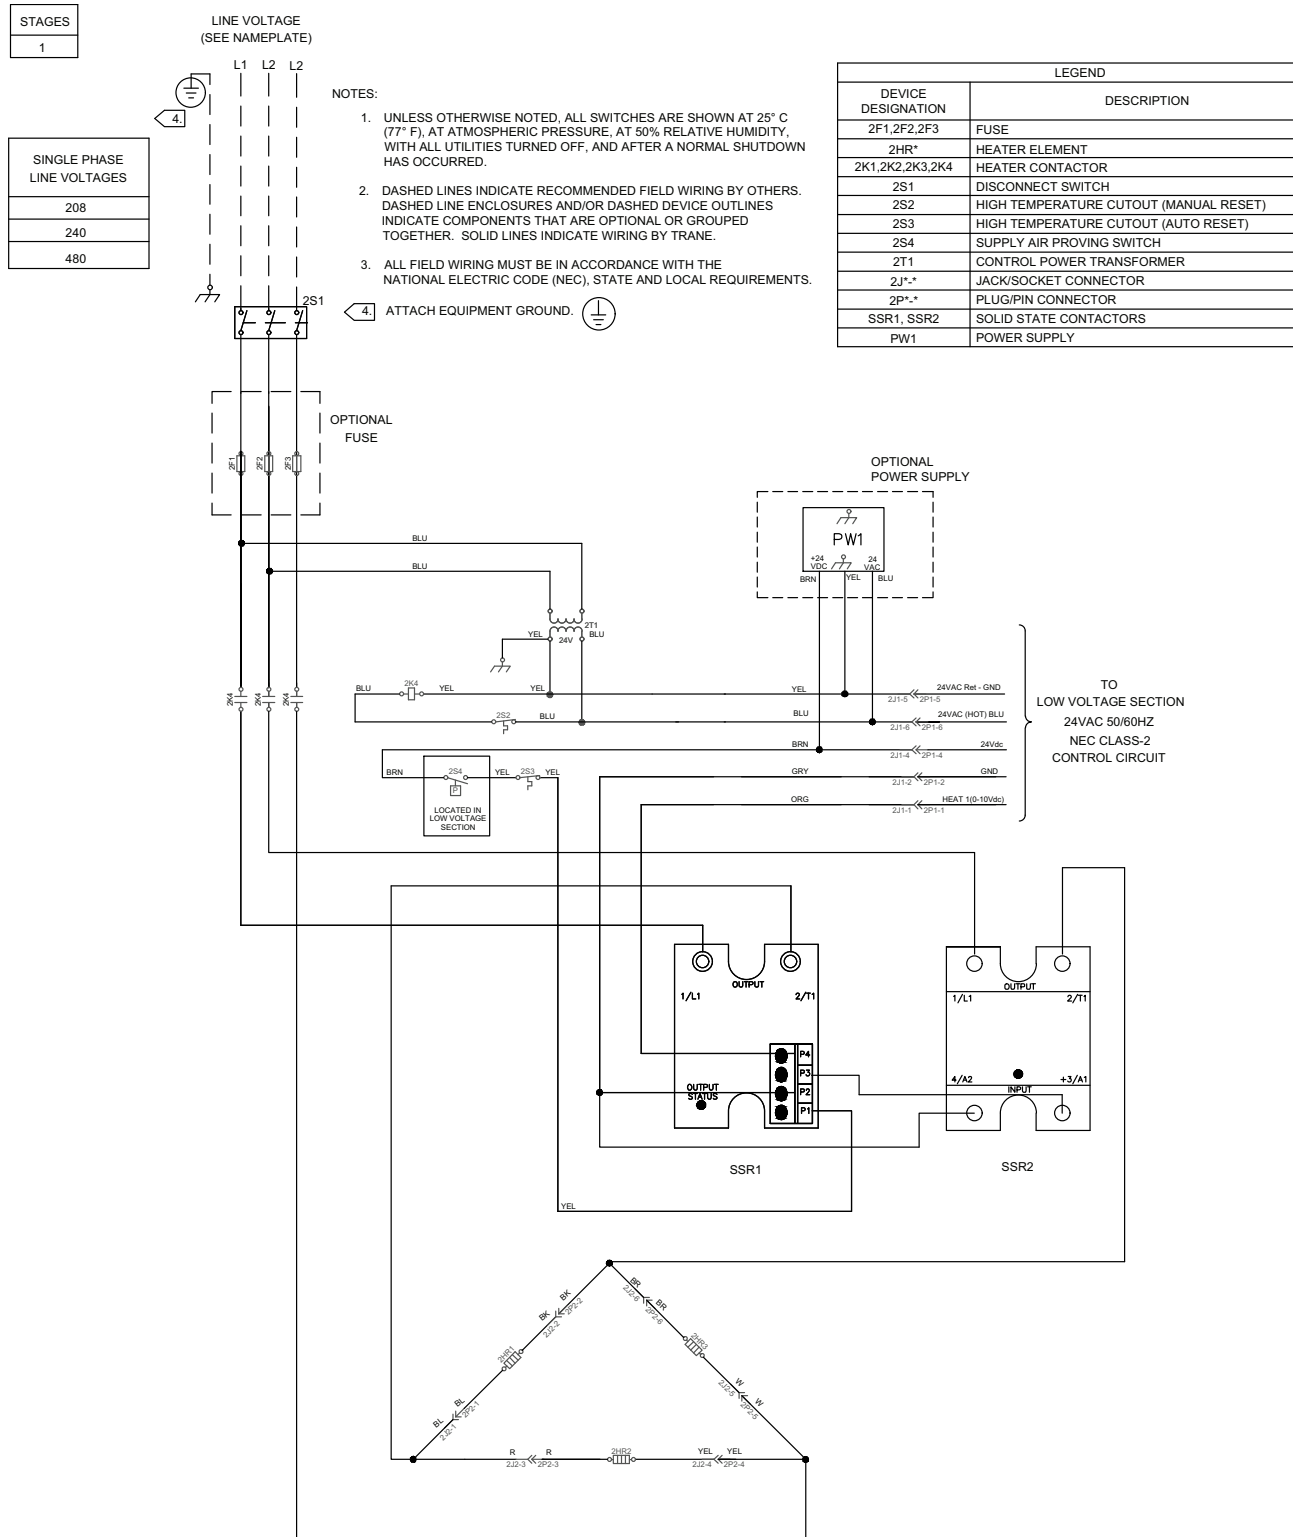 STAGES
1
LINE VOLTAGE
(SEE NAMEPLATE)
L1 L2 L2
4.
SINGLE PHASE
LINE VOLTAGES
208
240
480
NOTES:
1. UNLESS OTHERWISE NOTED, ALL SWITCHES ARE SHOWN AT 25° C
(77° F), AT ATMOSPHERIC PRESSURE, AT 50% RELATIVE HUMIDITY,
WITH ALL UTILITIES TURNED OFF, AND AFTER A NORMAL SHUTDOWN
HAS OCCURRED.
2. DASHED LINES INDICATE RECOMMENDED FIELD WIRING BY OTHERS.
DASHED LINE ENCLOSURES AND/OR DASHED DEVICE OUTLINES
INDICATE COMPONENTS THAT ARE OPTIONAL OR GROUPED
TOGETHER. SOLID LINES INDICATE WIRING BY TRANE.
3. ALL FIELD WIRING MUST BE IN ACCORDANCE WITH THE
NATIONAL ELECTRIC CODE (NEC), STATE AND LOCAL REQUIREMENTS.
4. ATTACH EQUIPMENT GROUND.
LEGEND
DEVICE
DESIGNATION
DESCRIPTION
2F1,2F2,2F3 FUSE
2HR* HEATER ELEMENT
2K1,2K2,2K3,2K4 HEATER CONTACTOR
2S1 DISCONNECT SWITCH
2S2 HIGH TEMPERATURE CUTOUT (MANUAL RESET)
2S3 HIGH TEMPERATURE CUTOUT (AUTO RESET)
2S4 SUPPLY AIR PROVING SWITCH
2T1 CONTROL POWER TRANSFORMER
2J*-* JACK/SOCKET CONNECTOR
2P*-* PLUG/PIN CONNECTOR
SSR1, SSR2 SOLID STATE CONTACTORS
PW1 POWER SUPPLY
2S1
OPTIONAL
FUSE
2F1 2F2 2F3
OPTIONAL
POWER SUPPLY
PW1
+24
VDC
24
VAC
BRN YEL BLU
BLU
BLU
2T1
YEL 24V BLU
2K4 2K4 2K4
BLU 2K4 YEL YEL YEL 2J1-5 2P1-5 24VAC Ret - GND
2S2 BLU BLU 2J1-6 2P1-6 24VAC (HOT) BLU
BRN 2J1-4 2P1-4 24Vdc
BRN 2S4 YEL 2S3 YEL GRY 2J1-2 2P1-2 GND
P
LOCATED IN
LOW VOLTAGE
SECTION
ORG 2J1-1 2P1-1 HEAT 1(0-10Vdc)
TO
LOW VOLTAGE SECTION
24VAC 50/60HZ
NEC CLASS-2
CONTROL CIRCUIT
OUTPUT
1/L1 2/T1
P4
P3
P2
P1
OUTPUT
STATUS
SSR1
OUTPUT
1/L1 2/T1
4/A2 +3/A1
INPUT
SSR2
YEL
BK BK
2J2-2 2P2-2
2HR1
BL BL
2J2-1 2P2-1
BR BR
2J2-6 2P2-6
2HR3
W W
2J2-5 2P2-5
R R
2J2-3 2P2-3
2HR2
YEL YEL
2J2-4 2P2-4